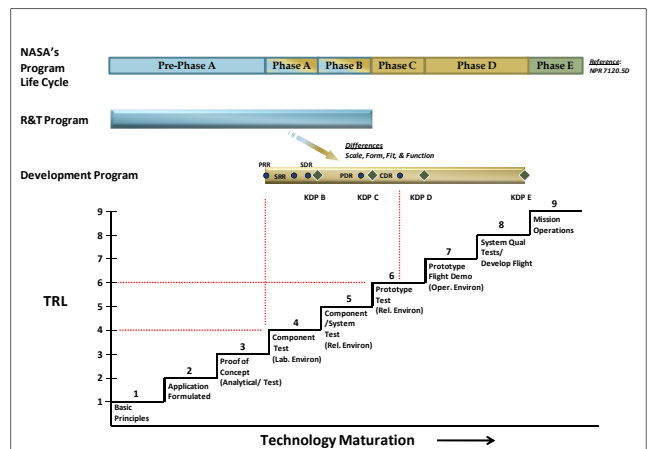 NASA's
Program
Life Cycle
Pre-Phase A
Phase A
Phase B
Phase C
Phase D
Phase E
Reference:
NPR 7120.5D
R&T Program
Differences
Scale, Form, Fit, & Function
Development Program
PRR
SRR
SDR
PDR
CDR
KDP B
KDP C
KDP D
KDP E
TRL
9
8
7
6
5
4
3
2
1
1
Basic
Principles
2
Application
Formulated
3
Proof of
Concept
(Analytical/ Test)
4
Component
Test
(Lab. Environ)
5
Component
/System
Test
(Rel. Environ)
6
Prototype
Test
(Rel. Environ)
7
Prototype
Flight Demo
(Oper. Environ)
8
System Qual
Tests/
Develop Flight
9
Mission
Operations
Technology Maturation